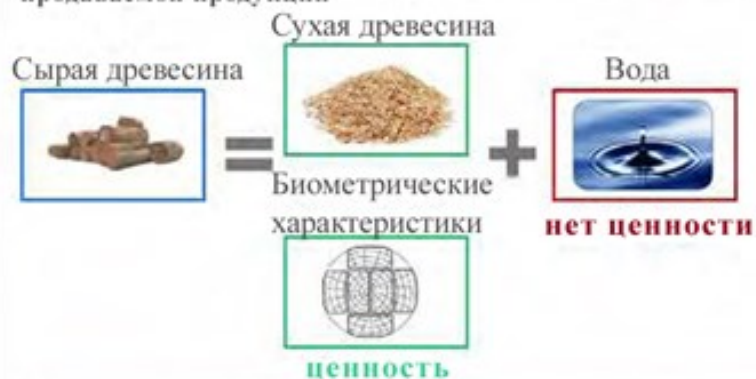 Сухая древесина
Сырая древесина
Вода
Биометрические
характеристики
нет ценности
ценность